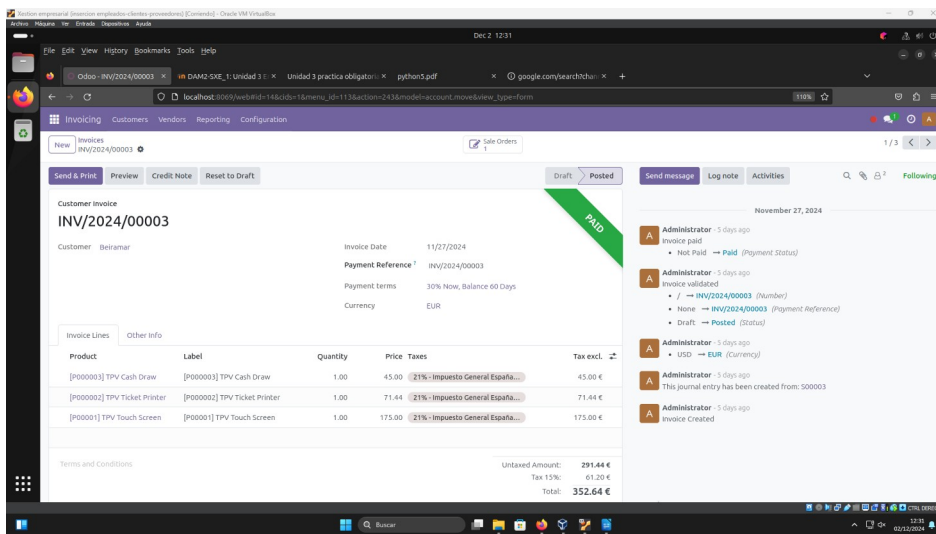 Xestion empresarial (insercion empleados-clientes-proveedores) [Corriendo] - Oracle VM VirtualBox
Archivo Máquina Ver Entrada Dispositivos Ayuda
Dec 2 12:31
File Edit View History Bookmarks Tools Help
Odoo - INV/2024/00003 × DAM2-SXE_1: Unidad 3 E × Unidad 3 practica obligatori × python5.pdf × google.com/search?chan × +
localhost:8069/web#id=14&cids=1&menu_id=113&action=243&model=account.move&view_type=form 110%
Invoicing Customers Vendors Reporting Configuration A
New Invoices Sale Orders 1/3
INV/2024/00003 1
Send & Print Preview Credit Note Reset to Draft Draft Posted Send message Log note Activities 2 Following
Customer Invoice
INV/2024/00003
PAID
Customer Beiramar
Invoice Date 11/27/2024
Payment Reference ? INV/2024/00003
Payment terms 30% Now, Balance 60 Days
Currency EUR
Invoice Lines Other Info
Product Label Quantity Price Taxes Tax excl.
[P000003] TPV Cash Draw [P000003] TPV Cash Draw 1.00 45.00 21% - Impuesto General España... 45.00 €
[P000002] TPV Ticket Printer [P000002] TPV Ticket Printer 1.00 71.44 21% - Impuesto General España... 71.44 €
[P00001] TPV Touch Screen [P00001] TPV Touch Screen 1.00 175.00 21% - Impuesto General España... 175.00 €
Terms and Conditions
Untaxed Amount: 291.44 €
Tax 15%: 61.20 €
Total: 352.64 €
November 27, 2024
A Administrator - 5 days ago
Invoice paid
• Not Paid → Paid (Payment Status)
A Administrator - 5 days ago
Invoice validated
• / → INV/2024/00003 (Number)
• None → INV/2024/00003 (Payment Reference)
• Draft → Posted (Status)
A Administrator - 5 days ago
• USD → EUR (Currency)
A Administrator - 5 days ago
This journal entry has been created from: S00003
A Administrator - 5 days ago
Invoice Created
CTRL DEREC
Buscar
12:31
02/12/2024